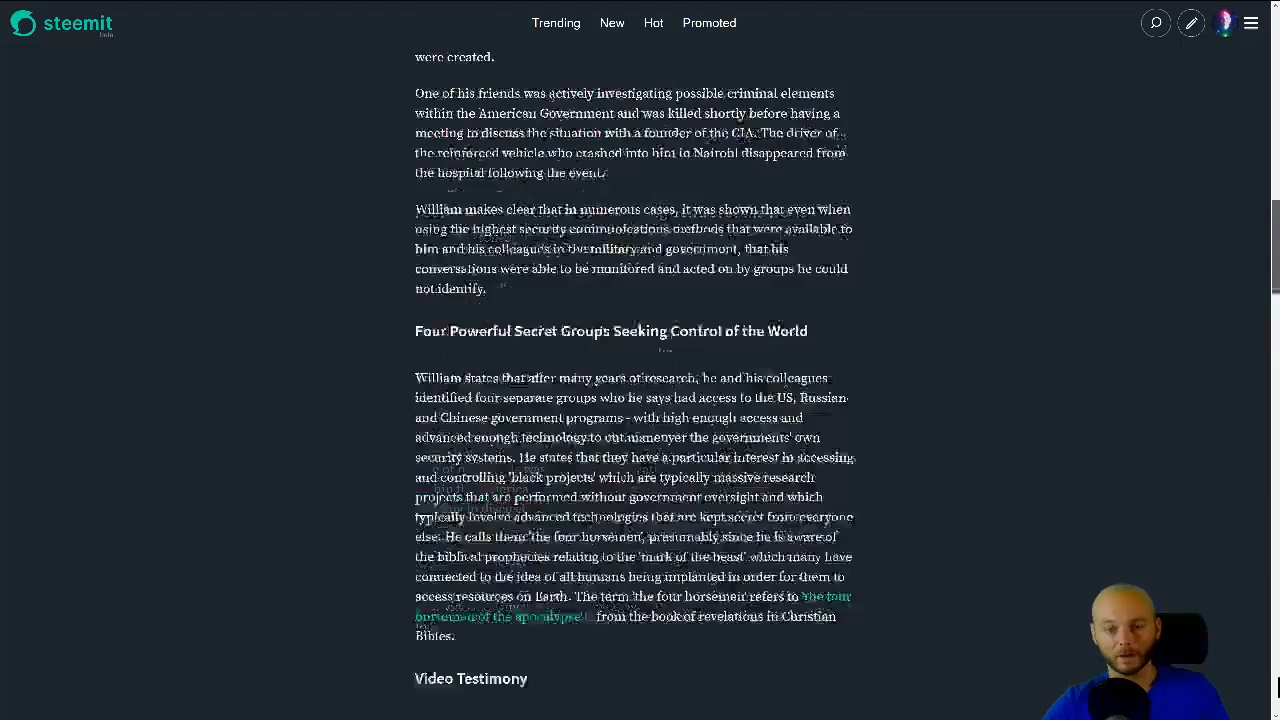 steemit
beta
Trending
New
Hot
Promoted
were created.
One of his friends was actively investigating possible criminal elements
within the American Government and was killed shortly before having a
meeting to discuss the situation with a founder of the CIA. The driver of
the reinforced vehicle who crashed into him in Nairobi disappeared from
the hospital following the event.
William makes clear that in numerous cases, it was shown that even when
using the highest security communications methods that were available to
him and his colleagues in the military and government, that his
conversations were able to be monitored and acted on by groups he could
not identify.
Four Powerful Secret Groups Seeking Control of the World
William states that after many years of research, he and his colleagues
identified four separate groups who he says had access to the US, Russian
and Chinese government programs - with high enough access and
advanced enough technology to out maneuver the governments' own
security systems. He states that they have a particular interest in accessing
and controlling 'black projects' which are typically massive research
projects that are performed without government oversight and which
typically involve advanced technologies that are kept secret from everyone
else. He calls them 'the four horsemen', presumably since he is aware of
the biblical prophecies relating to the 'mark of the beast' which many have
connected to the idea of all humans being implanted in order for them to
access resources on Earth. The term 'the four horsemen' refers to 'the four
horsemen of the apocalypse' from the book of revelations in Christian
Bibles.
Video Testimony